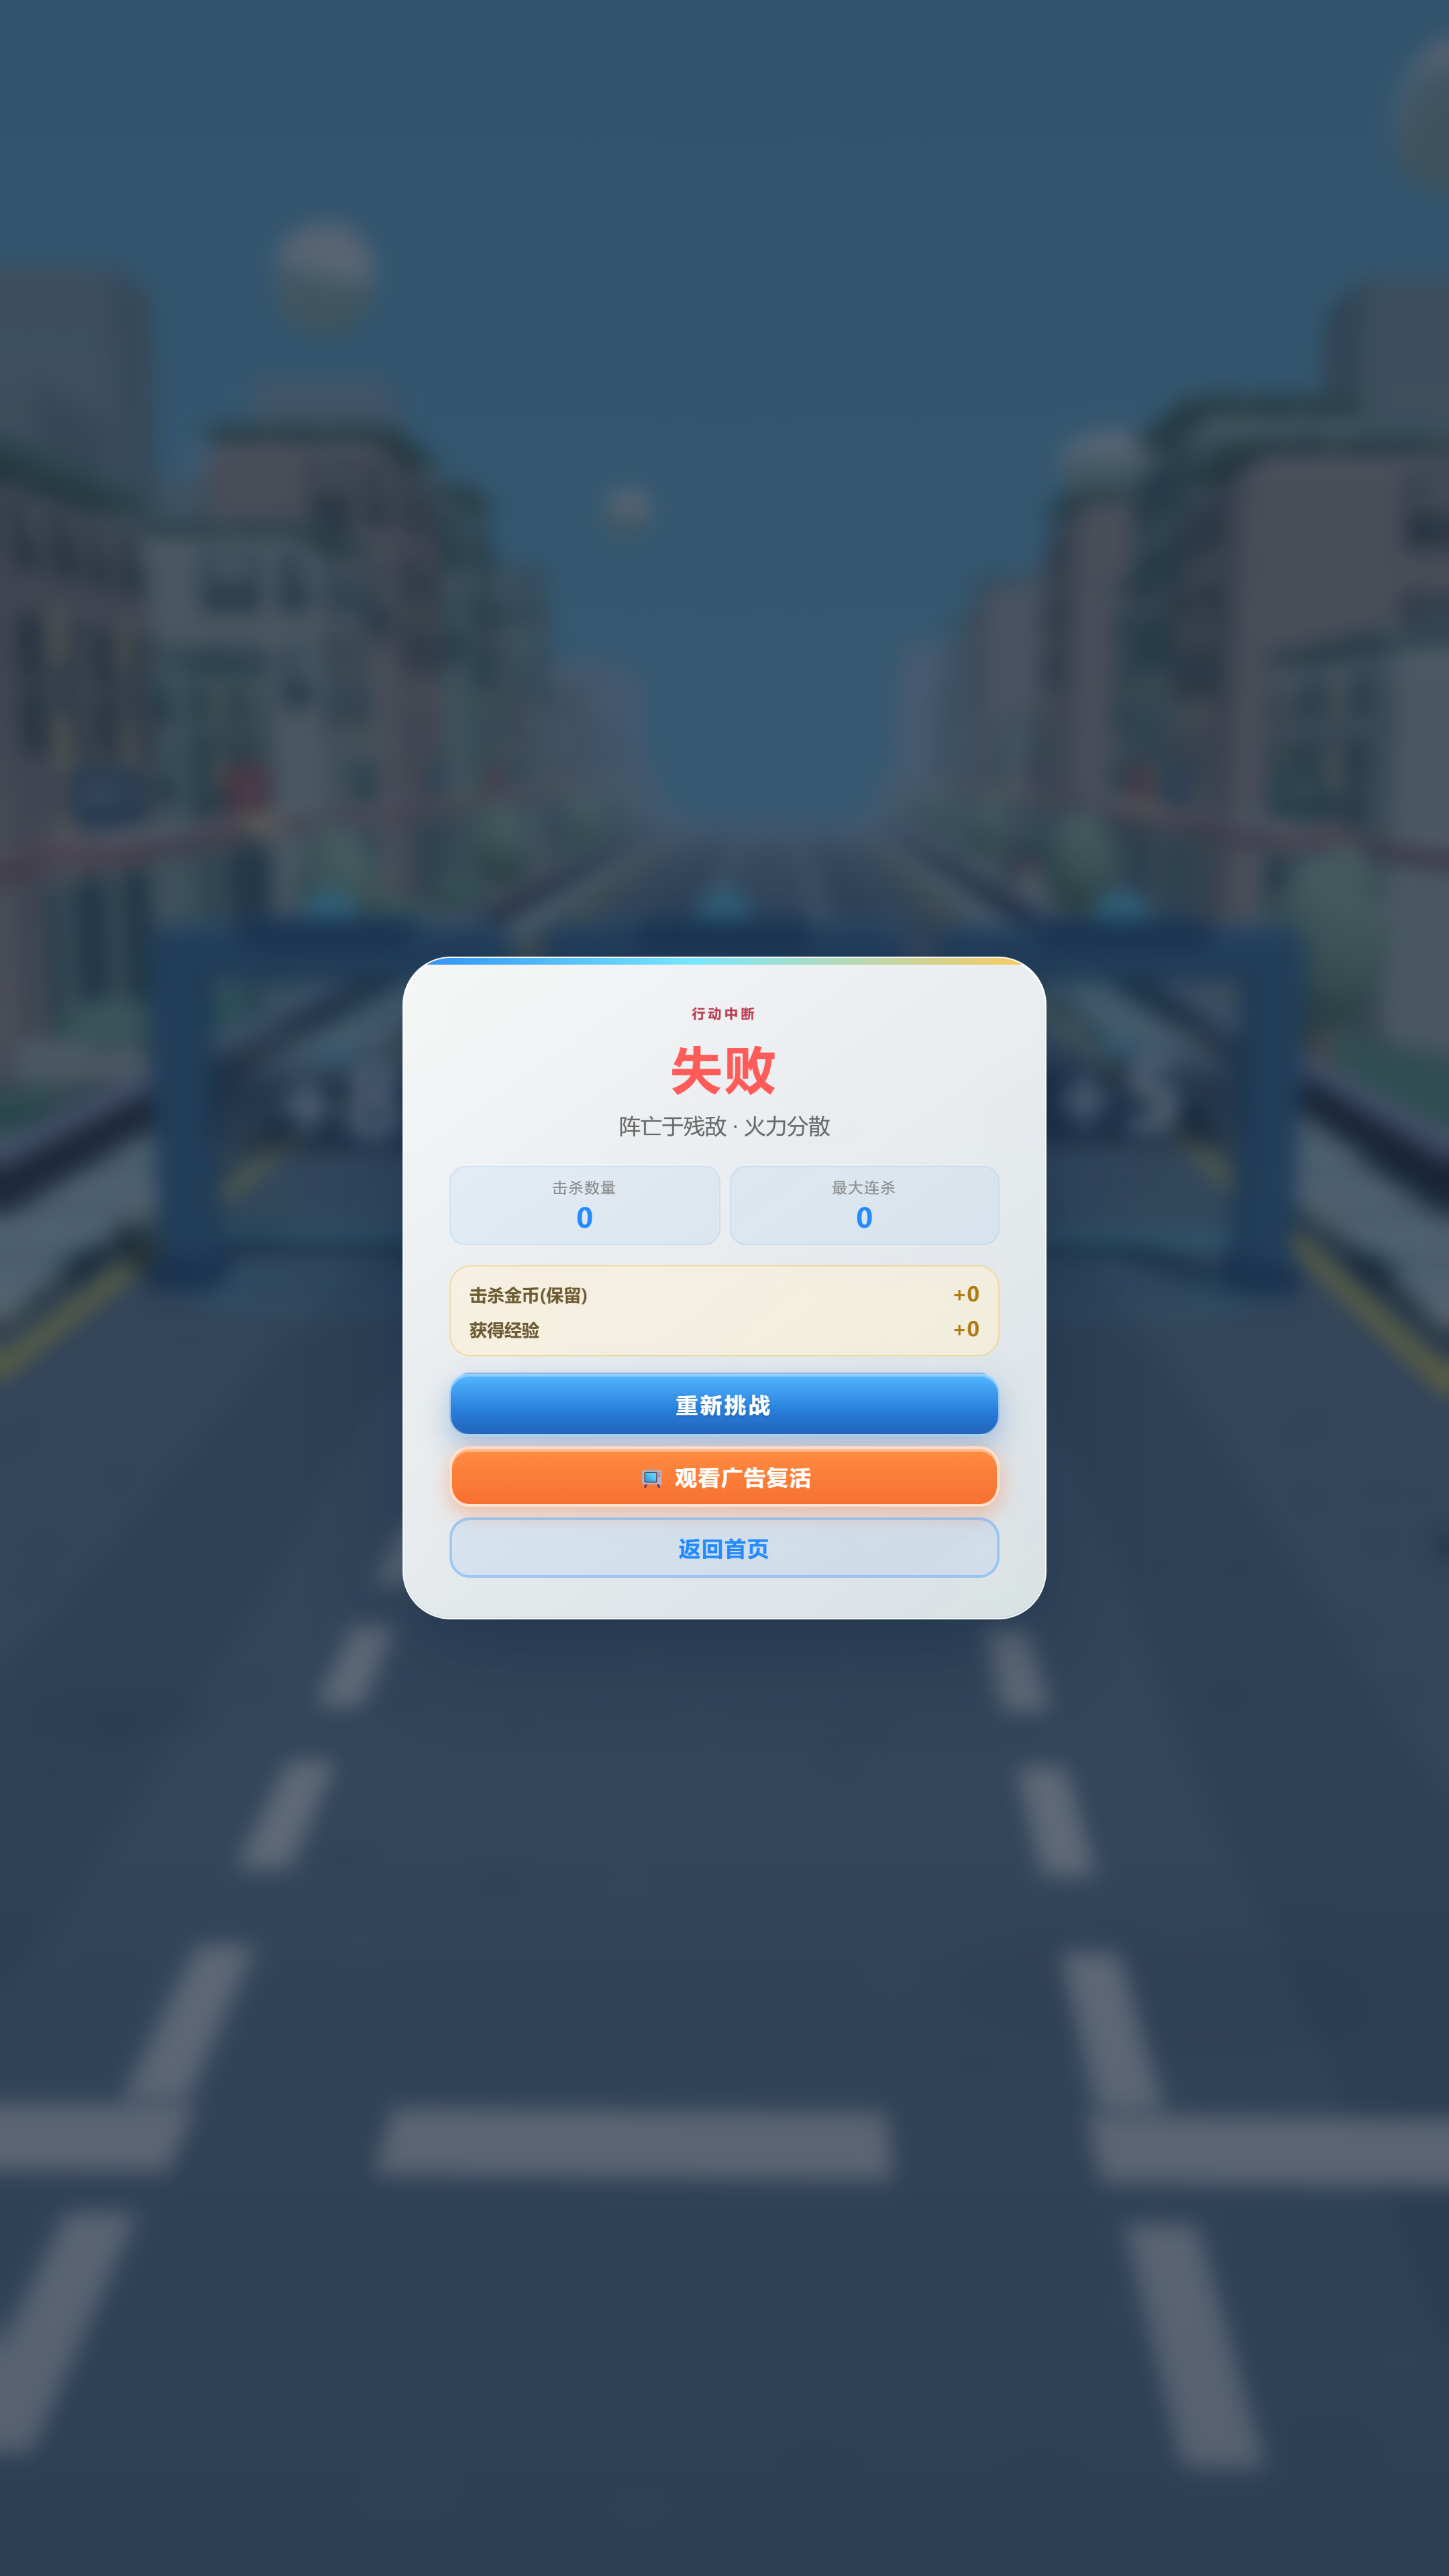 行动中断
失败
阵亡于残敌 · 火力分散
击杀数量
0
最大连杀
0
击杀金币(保留)
+0
获得经验
+0
重新挑战
观看广告复活
返回首页